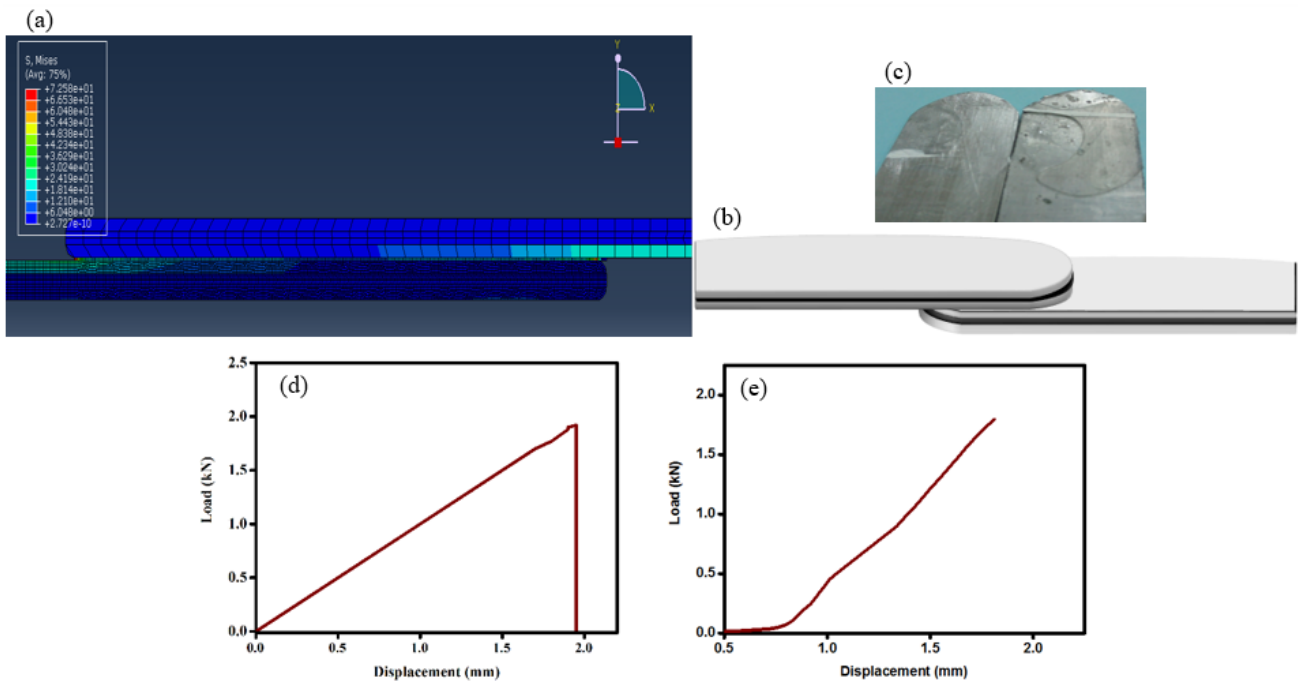 (a)
S, Mises
(Avg: 75%)
+7.258e+01
+6.653e+01
+6.048e+01
+5.443e+01
+4.838e+01
+4.234e+01
+3.629e+01
+3.024e+01
+2.419e+01
+1.814e+01
+1.210e+01
+6.048e+00
+2.727e-10
Y
Z
X
(c)
(b)
(d)
2.5
2.0
1.5
1.0
0.5
0.0
Load (kN)
0.0 0.5 1.0 1.5 2.0
Displacement (mm)
(e)
2.0
1.5
1.0
0.5
0.0
Load (kN)
0.5 1.0 1.5 2.0
Displacement (mm)